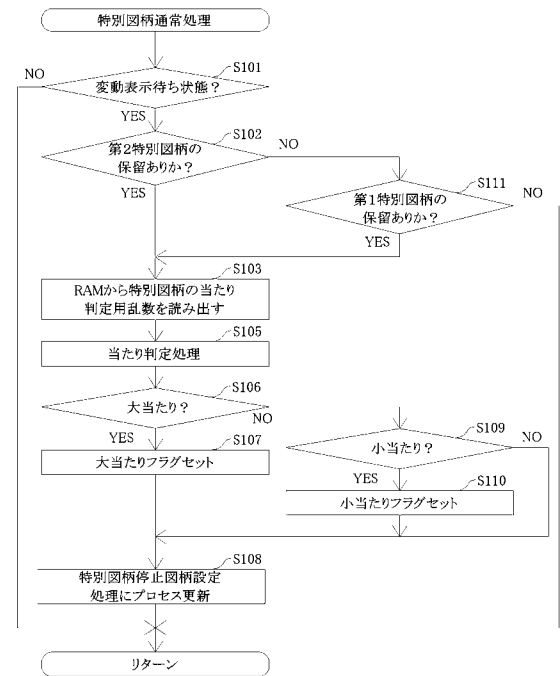 特別図柄通常処理
S101
NO
変動表示待ち状態？
YES
S102
第2特別図柄の
保留ありか？
NO
YES
S111
第1特別図柄の
保留ありか？
NO
YES
S103
RAMから特別図柄の当たり
判定用乱数を読み出す
S105
当たり判定処理
S106
大当たり？
NO
YES
S107
大当たりフラグセット
S109
小当たり？
NO
YES
S110
小当たりフラグセット
S108
特別図柄停止図柄設定
処理にプロセス更新
リターン